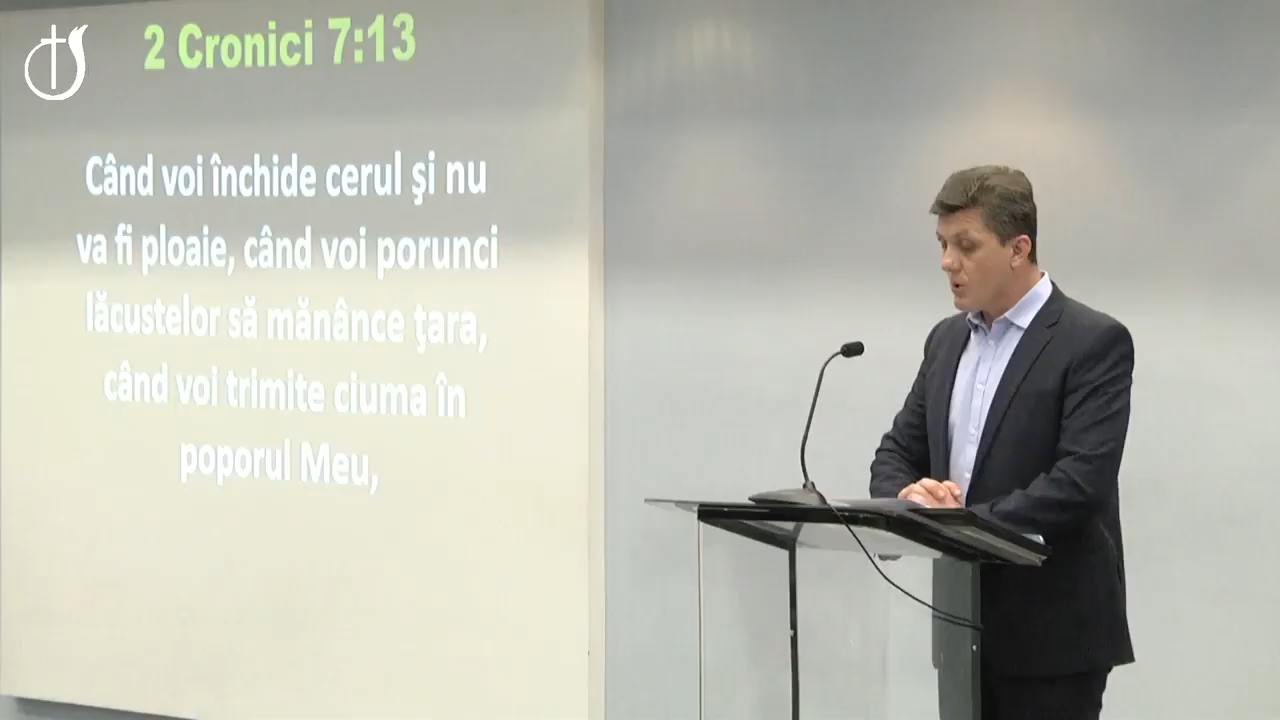 2 Cronici 7:13
Când voi închide cerul şi nu
va fi ploaie, când voi porunci
lăcustelor să mănânce ţara,
când voi trimite ciuma în
poporul Meu,